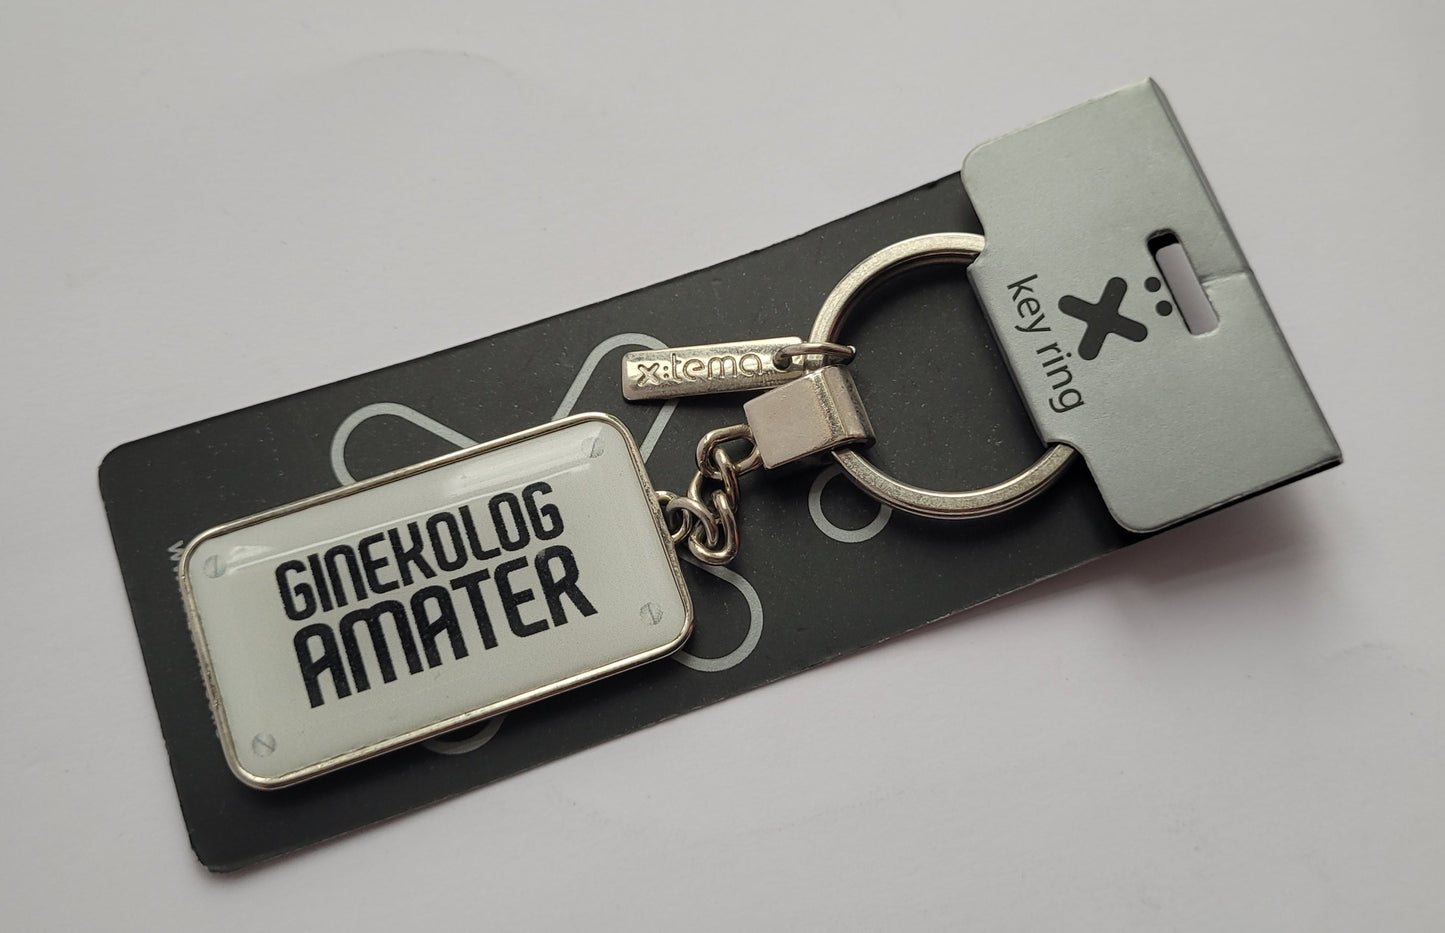 GINEKOLOG
AMATER
x:tema
key ring